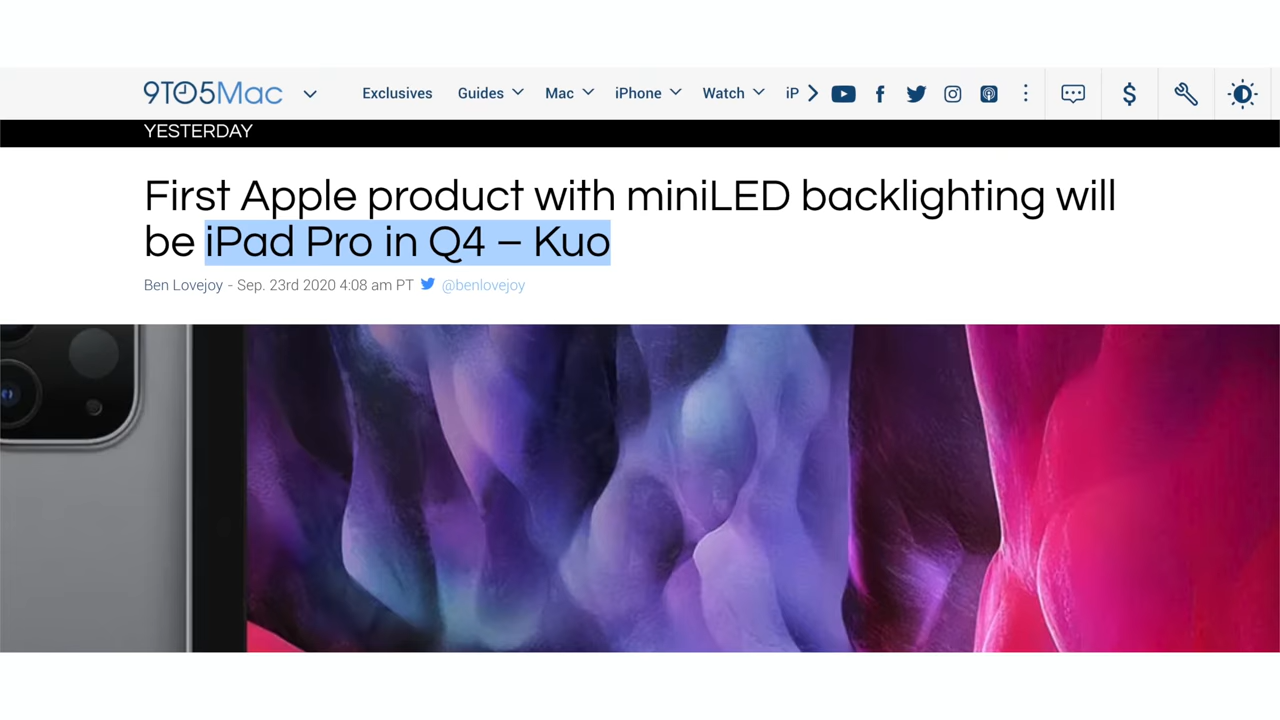 9TO5Mac Exclusives Guides Mac iPhone Watch iP
YESTERDAY
First Apple product with miniLED backlighting will
be iPad Pro in Q4 – Kuo
Ben Lovejoy - Sep. 23rd 2020 4:08 am PT @benlovejoy